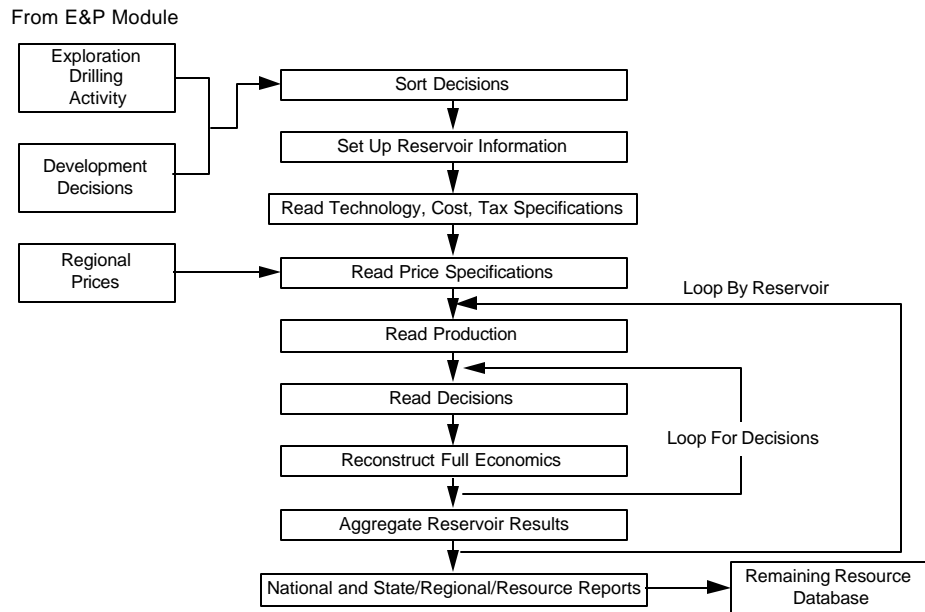 From E&P Module
Exploration
Drilling
Activity
Sort Decisions
Set Up Reservoir Information
Development
Decisions
Read Technology, Cost, Tax Specifications
Regional
Prices
Read Price Specifications
Loop By Reservoir
Read Production
Read Decisions
Loop For Decisions
Reconstruct Full Economics
Aggregate Reservoir Results
National and State/Regional/Resource Reports
Remaining Resource
Database